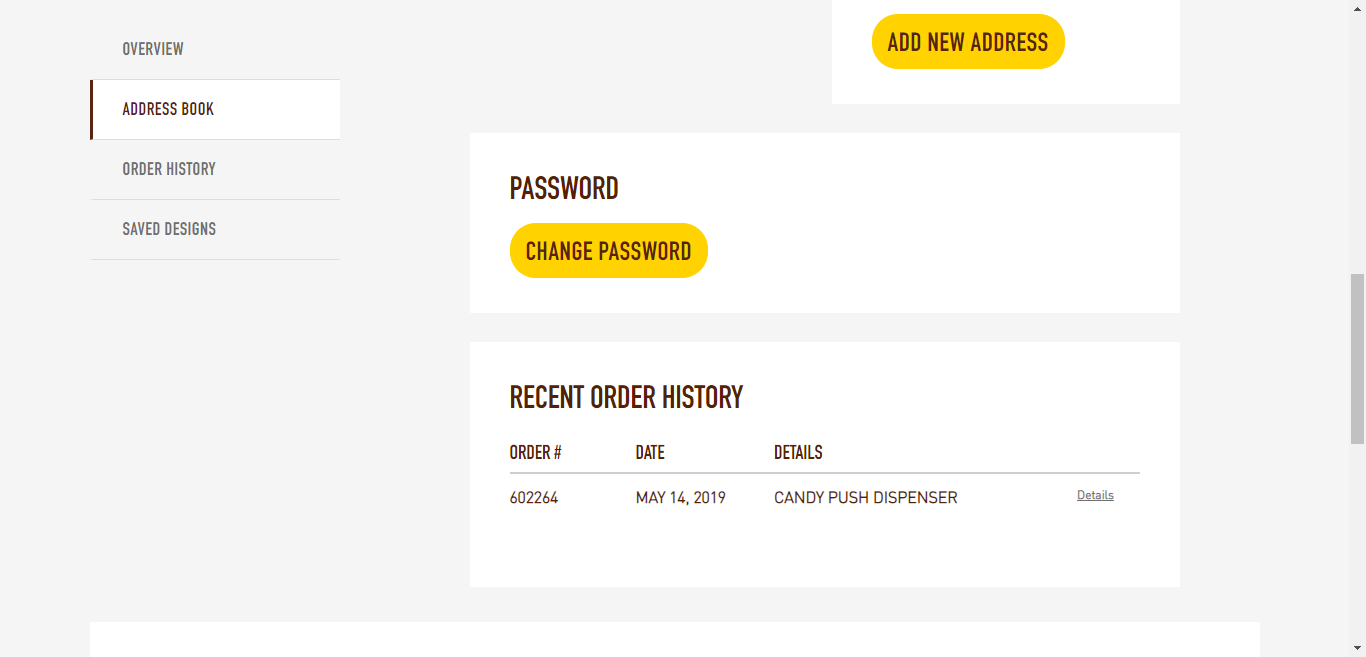 OVERVIEW
ADDRESS BOOK
ORDER HISTORY
SAVED DESIGNS
ADD NEW ADDRESS
PASSWORD
CHANGE PASSWORD
RECENT ORDER HISTORY
ORDER # DATE DETAILS
602264 MAY 14, 2019 CANDY PUSH DISPENSER Details